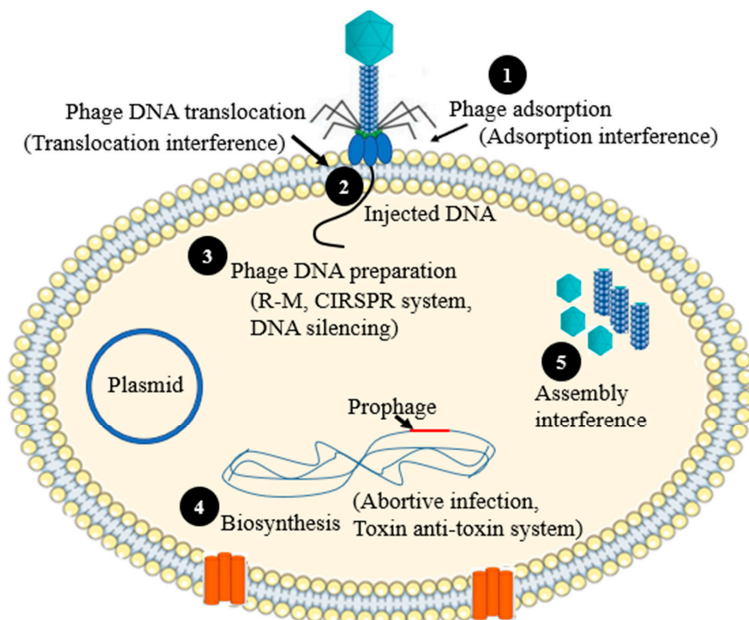 1
Phage adsorption
(Adsorption interference)
Phage DNA translocation
(Translocation interference)
2
Injected DNA
3
Phage DNA preparation
(R-M, CIRSPR system,
DNA silencing)
Plasmid
5
Assembly
interference
Prophage
4
Biosynthesis
(Abortive infection,
Toxin anti-toxin system)